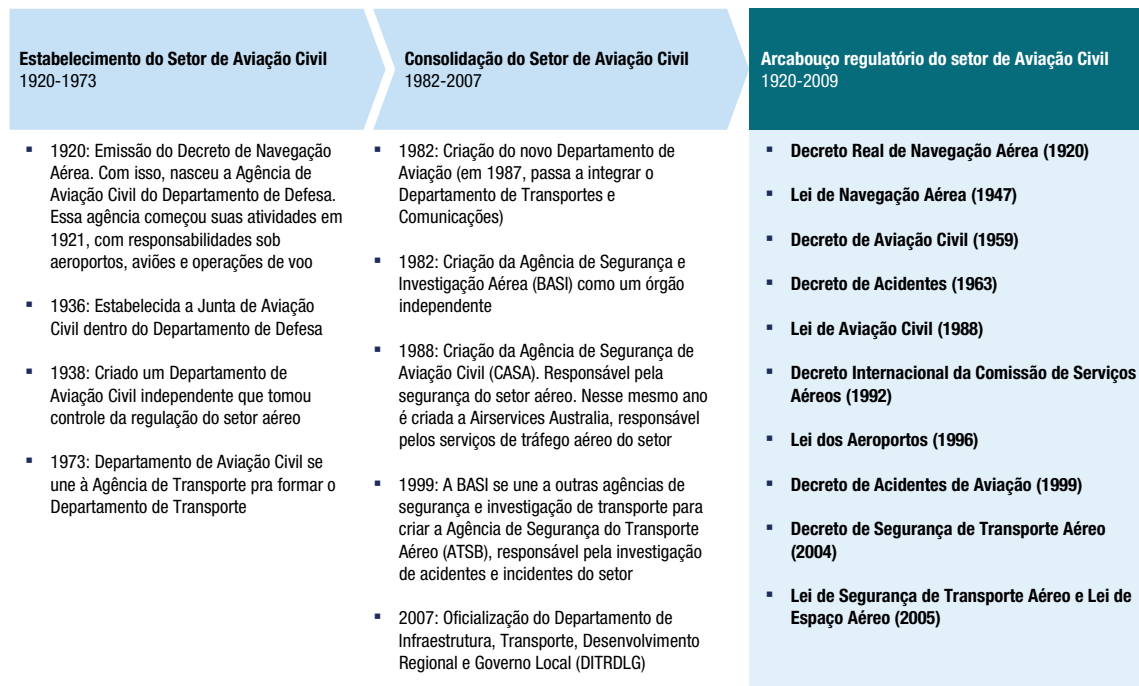 Estabelecimento do Setor de Aviação Civil
1920-1973
▪ 1920: Emissão do Decreto de Navegação
Aérea. Com isso, nasceu a Agência de
Aviação Civil do Departamento de Defesa.
Essa agência começou suas atividades em
1921, com responsabilidades sob
aeroportos, aviões e operações de voo
▪ 1936: Estabelecida a Junta de Aviação
Civil dentro do Departamento de Defesa
▪ 1938: Criado um Departamento de
Aviação Civil independente que tomou
controle da regulação do setor aéreo
▪ 1973: Departamento de Aviação Civil se
une à Agência de Transporte pra formar o
Departamento de Transporte
Consolidação do Setor de Aviação Civil
1982-2007
▪ 1982: Criação do novo Departamento de
Aviação (em 1987, passa a integrar o
Departamento de Transportes e
Comunicações)
▪ 1982: Criação da Agência de Segurança e
Investigação Aérea (BASI) como um órgão
independente
▪ 1988: Criação da Agência de Segurança de
Aviação Civil (CASA). Responsável pela
segurança do setor aéreo. Nesse mesmo ano
é criada a Airservices Australia, responsável
pelos serviços de tráfego aéreo do setor
▪ 1999: A BASI se une a outras agências de
segurança e investigação de transporte para
criar a Agência de Segurança do Transporte
Aéreo (ATSB), responsável pela investigação
de acidentes e incidentes do setor
▪ 2007: Oficialização do Departamento de
Infraestrutura, Transporte, Desenvolvimento
Regional e Governo Local (DITRDLG)
Arcabouço regulatório do setor de Aviação Civil
1920-2009
▪ Decreto Real de Navegação Aérea (1920)
▪ Lei de Navegação Aérea (1947)
▪ Decreto de Aviação Civil (1959)
▪ Decreto de Acidentes (1963)
▪ Lei de Aviação Civil (1988)
▪ Decreto Internacional da Comissão de Serviços
Aéreos (1992)
▪ Lei dos Aeroportos (1996)
▪ Decreto de Acidentes de Aviação (1999)
▪ Decreto de Segurança de Transporte Aéreo
(2004)
▪ Lei de Segurança de Transporte Aéreo e Lei de
Espaço Aéreo (2005)